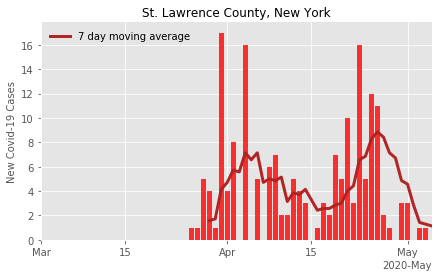 St. Lawrence County, New York
7 day moving average
New Covid-19 Cases
16
14
12
10
8
6
4
2
0
Mar 15 Apr 15 May
2020-May